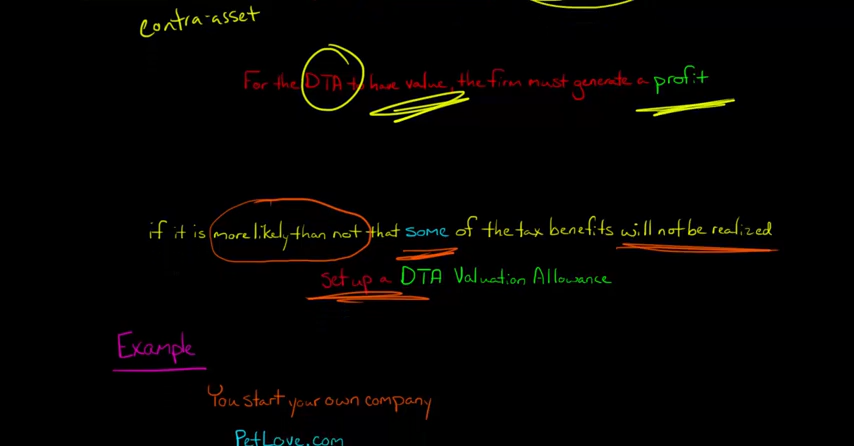 contra-asset
For the DTA to have value, the firm must generate a profit
if it is more likely than not that some of the tax benefits will not be realized
set up a DTA Valuation Allowance
Example
You start your own company
PetLove.com